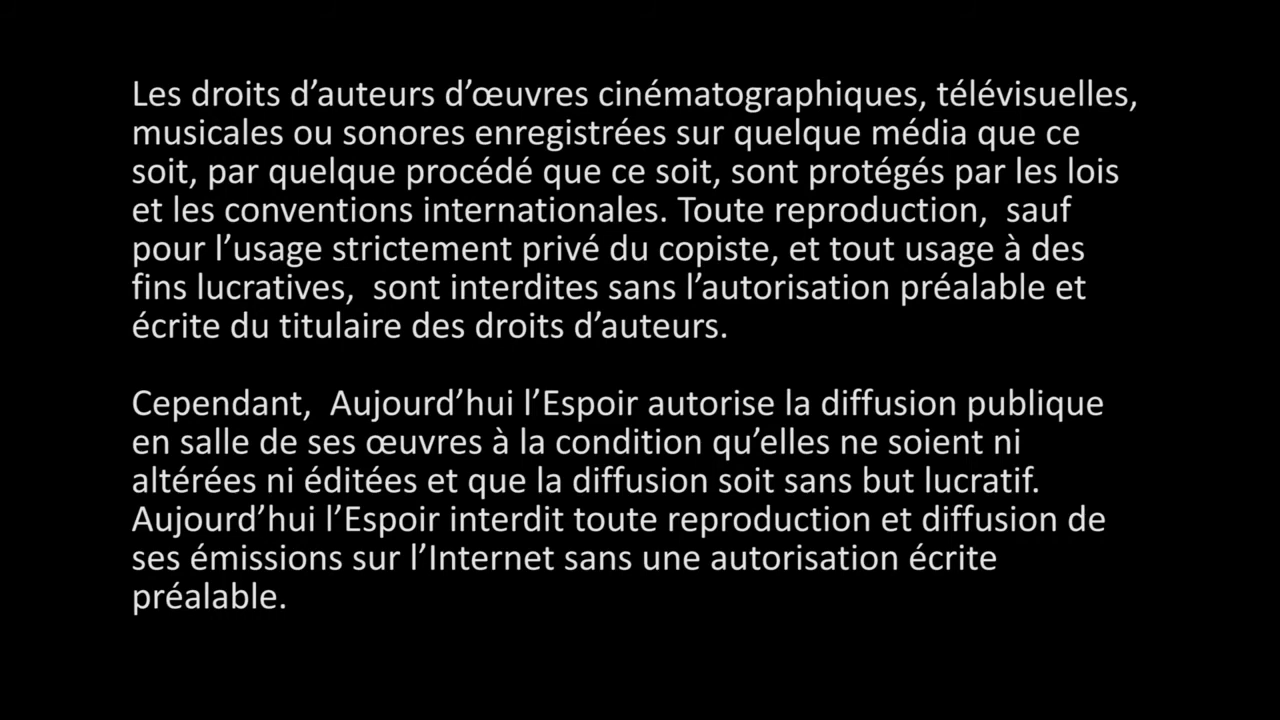 Les droits d’auteurs d’œuvres cinématographiques, télévisuelles,
musicales ou sonores enregistrées sur quelque média que ce
soit, par quelque procédé que ce soit, sont protégés par les lois
et les conventions internationales. Toute reproduction,  sauf
pour l’usage strictement privé du copiste, et tout usage à des
fins lucratives,  sont interdites sans l’autorisation préalable et
écrite du titulaire des droits d’auteurs.
Cependant,  Aujourd’hui l’Espoir autorise la diffusion publique
en salle de ses œuvres à la condition qu’elles ne soient ni
altérées ni éditées et que la diffusion soit sans but lucratif.
Aujourd’hui l’Espoir interdit toute reproduction et diffusion de
ses émissions sur l’Internet sans une autorisation écrite
préalable.